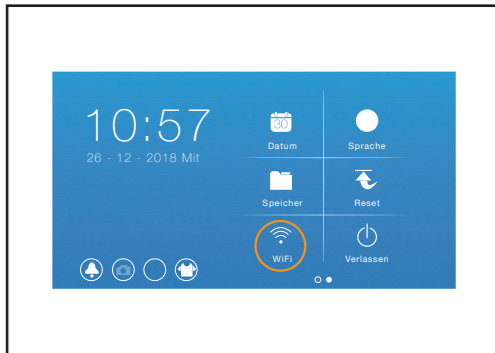 10:57
26 - 12 - 2018 Mit
30
Datum
Sprache
Speicher
Reset
WiFi
Verlassen